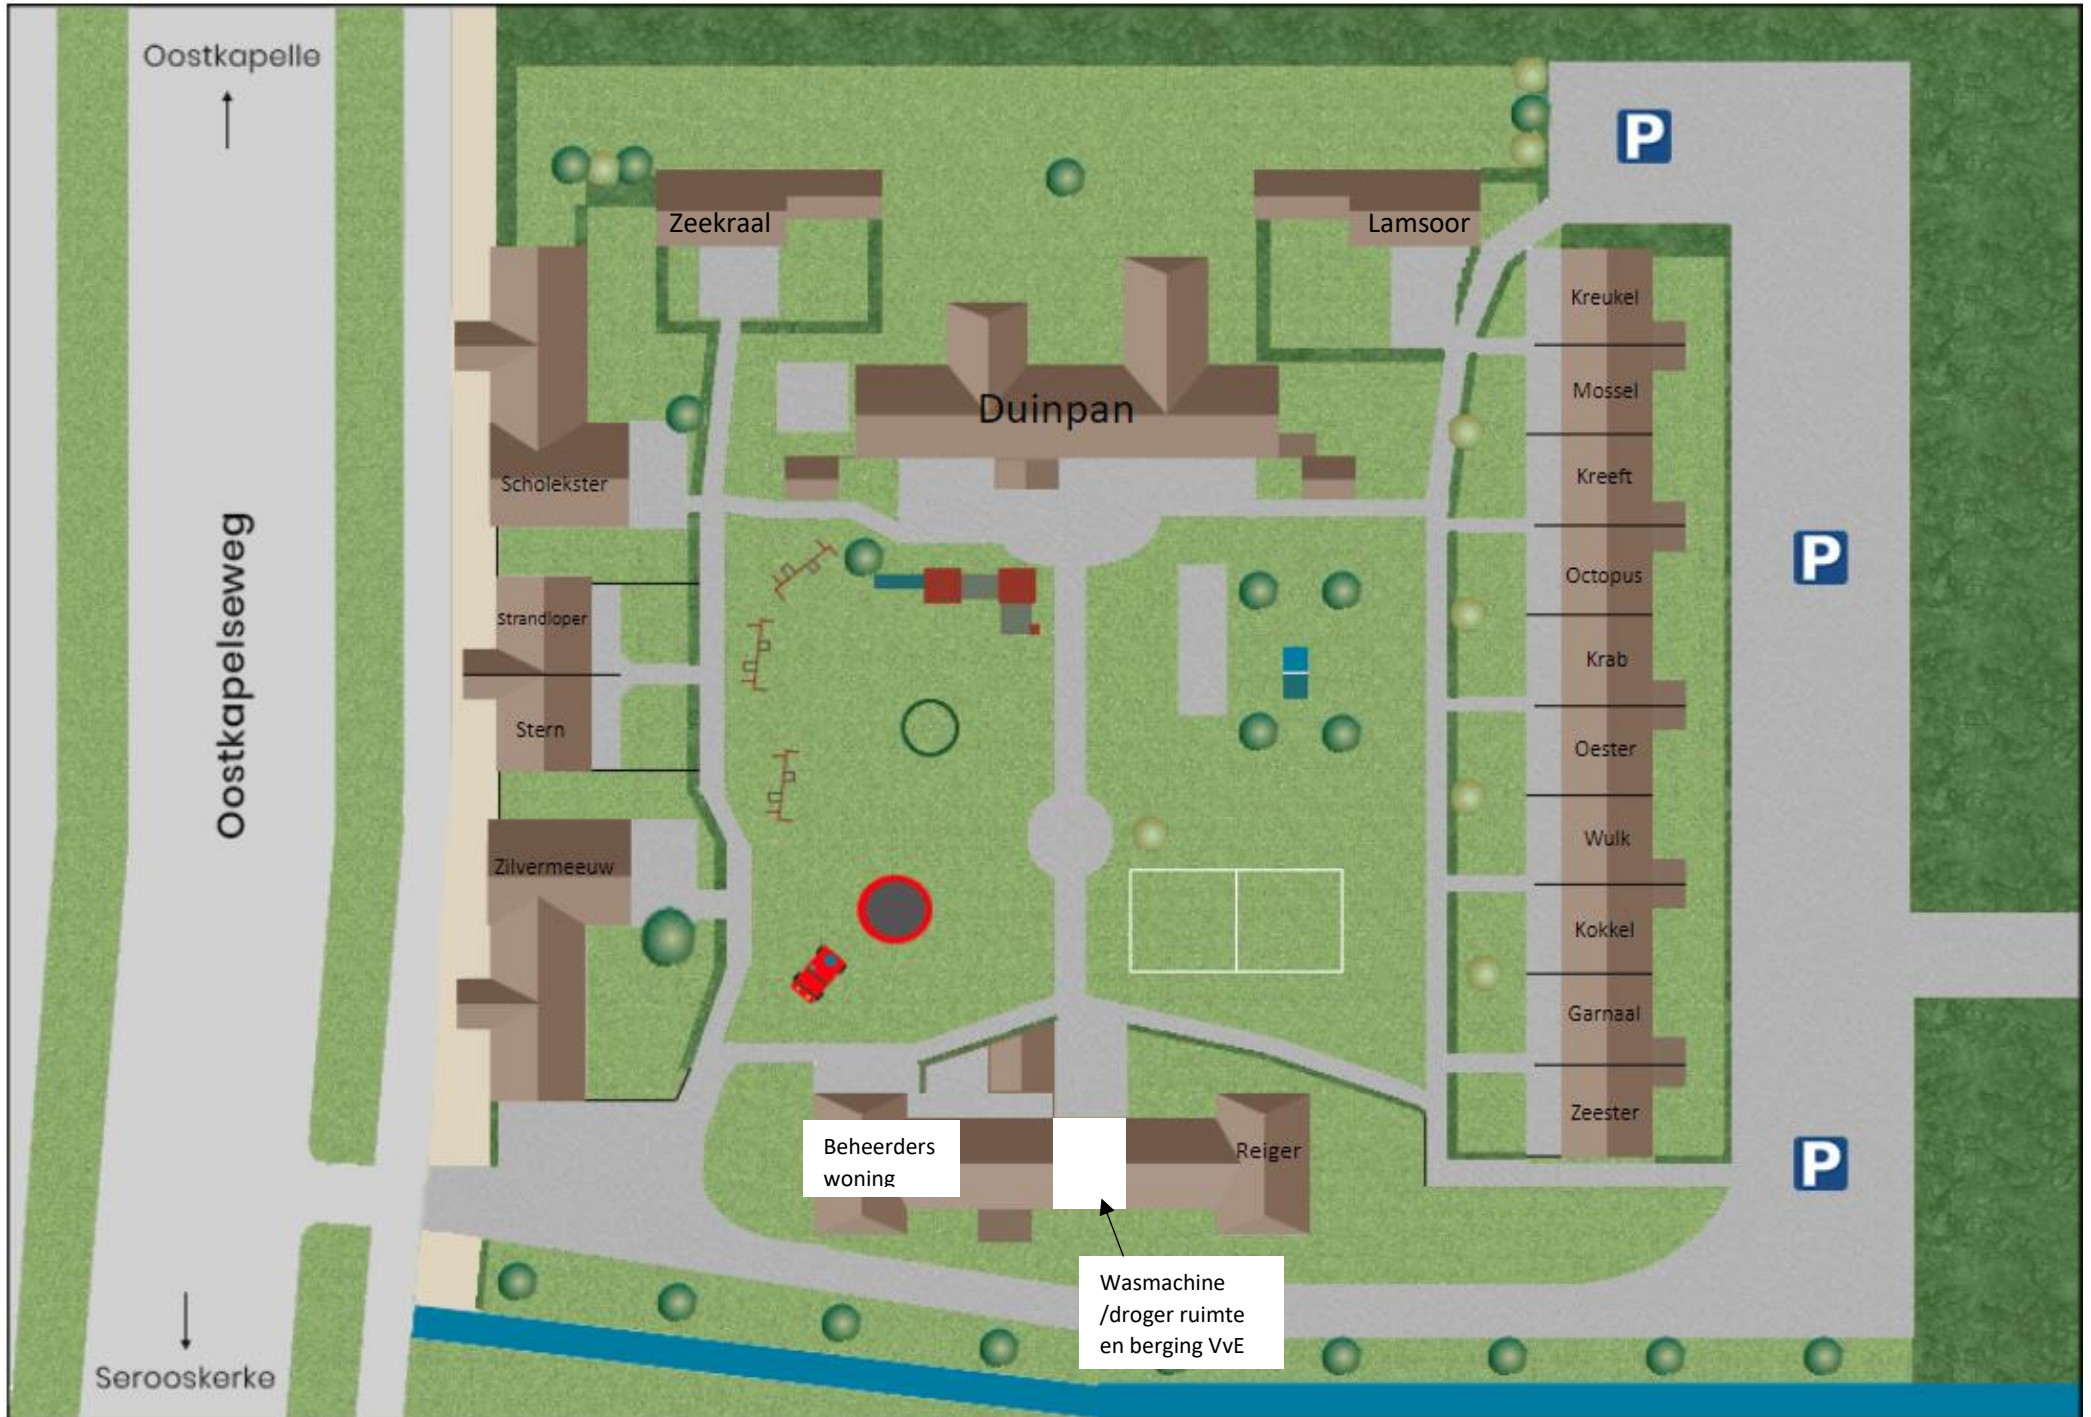 Oostkapelle
P
Zeekraal
Lamsoor
Kreukel
Mossel
Duinpan
Kreeft
Scholekster
Octopus
P
Strandloper
Krab
Oostkapelseweg
Stern
Oester
Wulk
Zilvermeeuw
Kokkel
Garnaal
Zeester
Beheerders
woning
Reiger
P
Wasmachine
/droger ruimte
en berging VvE
Serooskerke